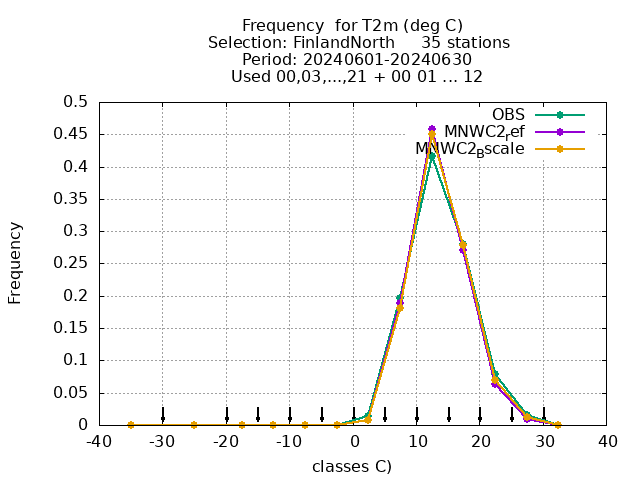 Frequency  for T2m (deg C)
Selection: FinlandNorth     35 stations
Period: 20240601-20240630
Used 00,03,...,21 + 00 01 ... 12
OBS
MNWC2ref
MNWC2Bscale
0.5
0.45
0.4
0.35
0.3
0.25
0.2
0.15
0.1
0.05
0
Frequency
-40 -30 -20 -10 0 10 20 30 40
classes C)